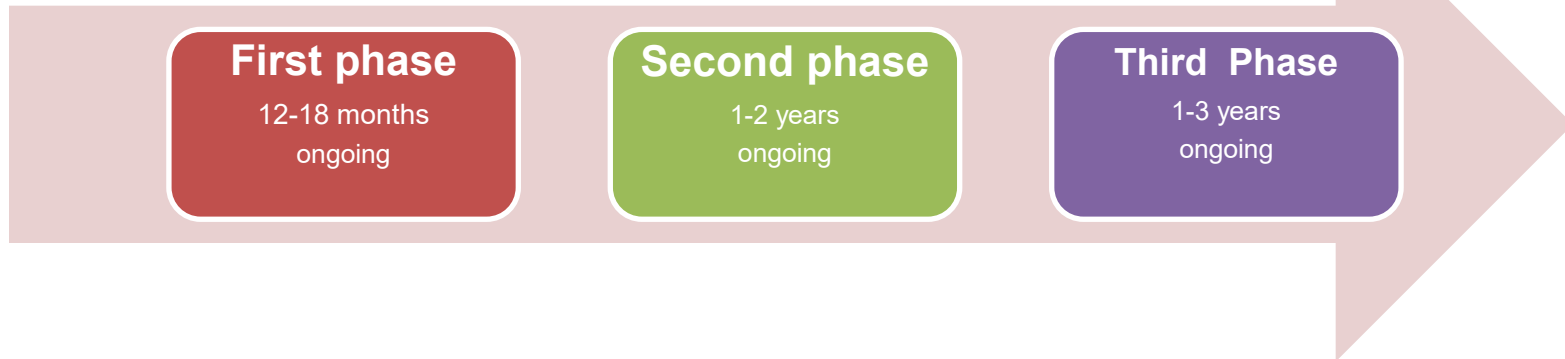 First phase
12-18 months
ongoing
Second phase
1-2 years
ongoing
Third  Phase
1-3 years
ongoing